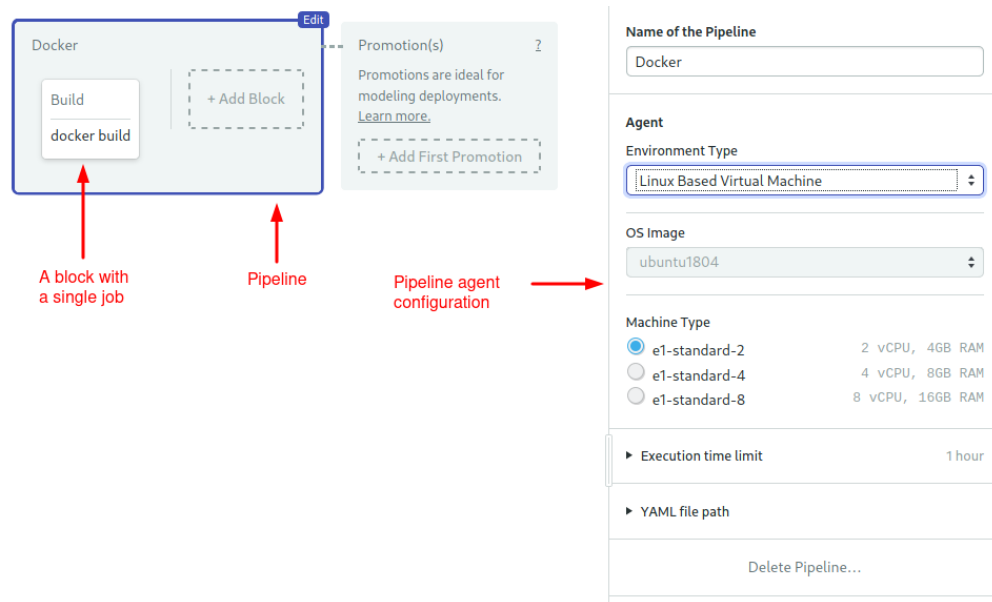 Edit
Docker
Build
docker build
+ Add Block
Promotion(s)
?
Promotions are ideal for
modeling deployments.
Learn more.
+ Add First Promotion
A block with
a single job
Pipeline
Pipeline agent
configuration
Name of the Pipeline
Docker
Agent
Environment Type
Linux Based Virtual Machine
OS Image
ubuntu1804
Machine Type
e1-standard-2 2 vCPU, 4GB RAM
e1-standard-4 4 vCPU, 8GB RAM
e1-standard-8 8 vCPU, 16GB RAM
Execution time limit 1 hour
YAML file path
Delete Pipeline...